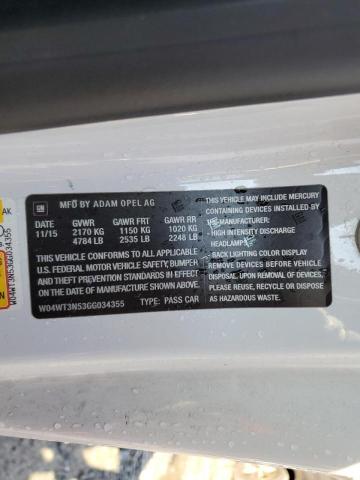 GM
MFD BY ADAM OPEL AG
DATE GVWR GAWR FRT GAWR RR
11/15 2170 KG 1150 KG 1020 KG
4784 LB 2535 LB 2248 LB
THIS VEHICLE CONFORMS TO ALL APPLICABLE
U.S. FEDERAL MOTOR VEHICLE SAFETY, BUMPER
AND THEFT PREVENTION STANDARDS IN EFFECT
ON THE DATE OF MANUFACTURE SHOWN ABOVE.
W04WT3N53GG034355 TYPE: PASS CAR
THIS VEHICLE MAY INCLUDE MERCURY
CONTAINING DEVICES INSTALLED BY
THE MANUFACTURER:
- HIGH INTENSITY DISCHARGE
HEADLAMPS
- BACK LIGHTING COLOR DISPLAY
REMOVE DEVICES BEFORE VEHICLE
DISPOSAL. REMOVAL OF DEVICES,
RECYCLE OR DISPOSE
AS HAZARDOUS WASTE.
AK
W04WT3N53GG034355